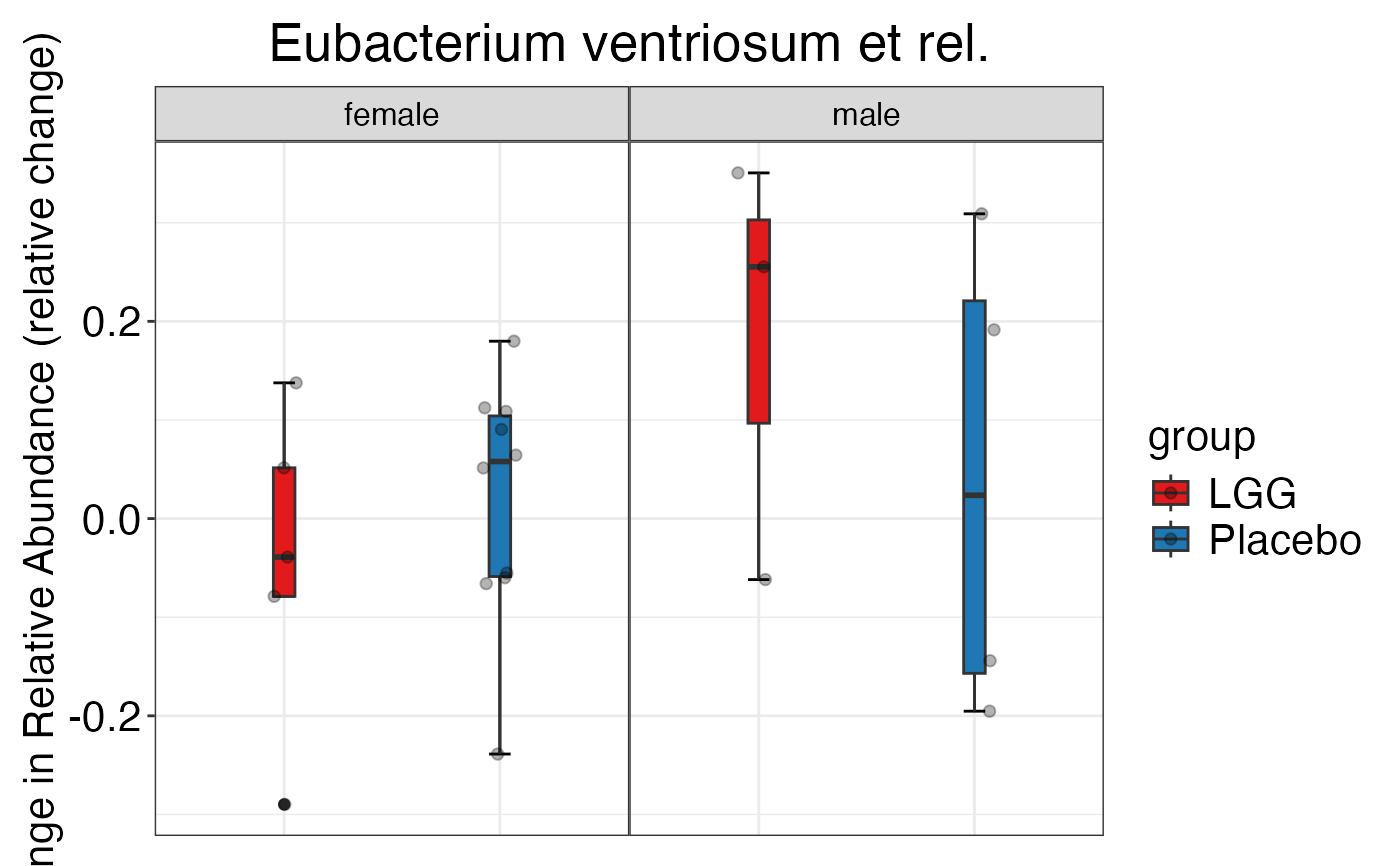 Eubacterium ventriosum et rel.
female
male
nge in Relative Abundance (relative change)
0.2
0.0
-0.2
group
LGG
Placebo